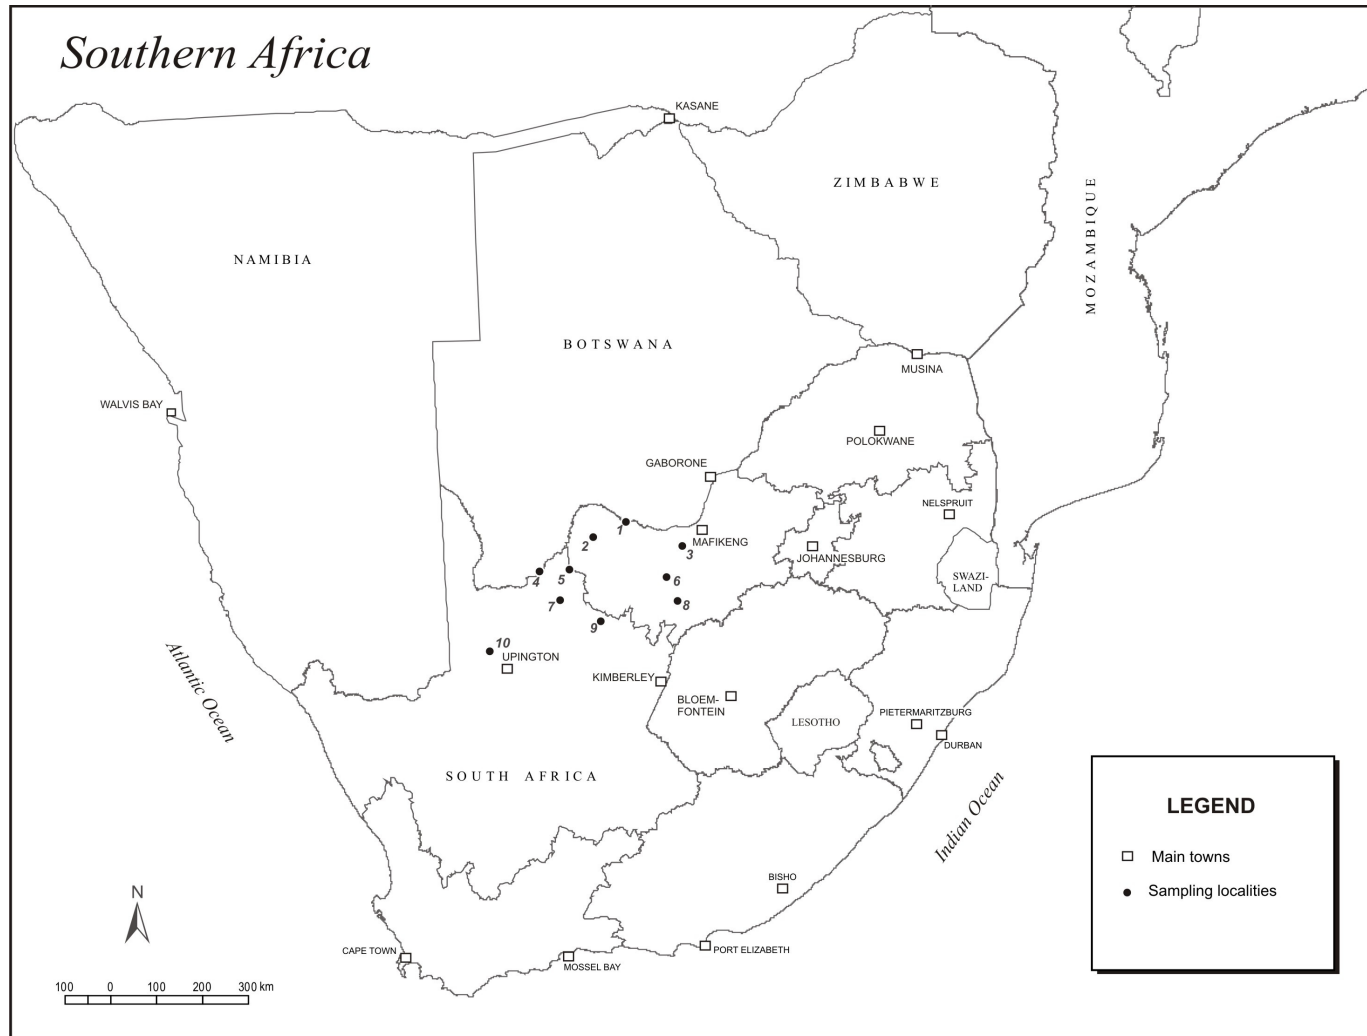 Southern Africa
KASANE
ZIMBABWE
MOZAMBIQUE
NAMIBIA
BOTSWANA
MUSINA
WALVIS BAY
POLOKWANE
GABORONE
NELSPRUIT
1
2
MAFIKENG
3
JOHANNESBURG
4
5
6
SWAZI-
LAND
7
8
9
10
UPINGTON
Atlantic Ocean
KIMBERLEY
BLOEM-
FONTEIN
LESOTHO
PIETERMARITZBURG
DURBAN
SOUTH AFRICA
Indian Ocean
LEGEND
Main towns
Sampling localities
BISHO
N
CAPE TOWN
MOSSEL BAY
PORT ELIZABETH
100 0 100 200 300 km